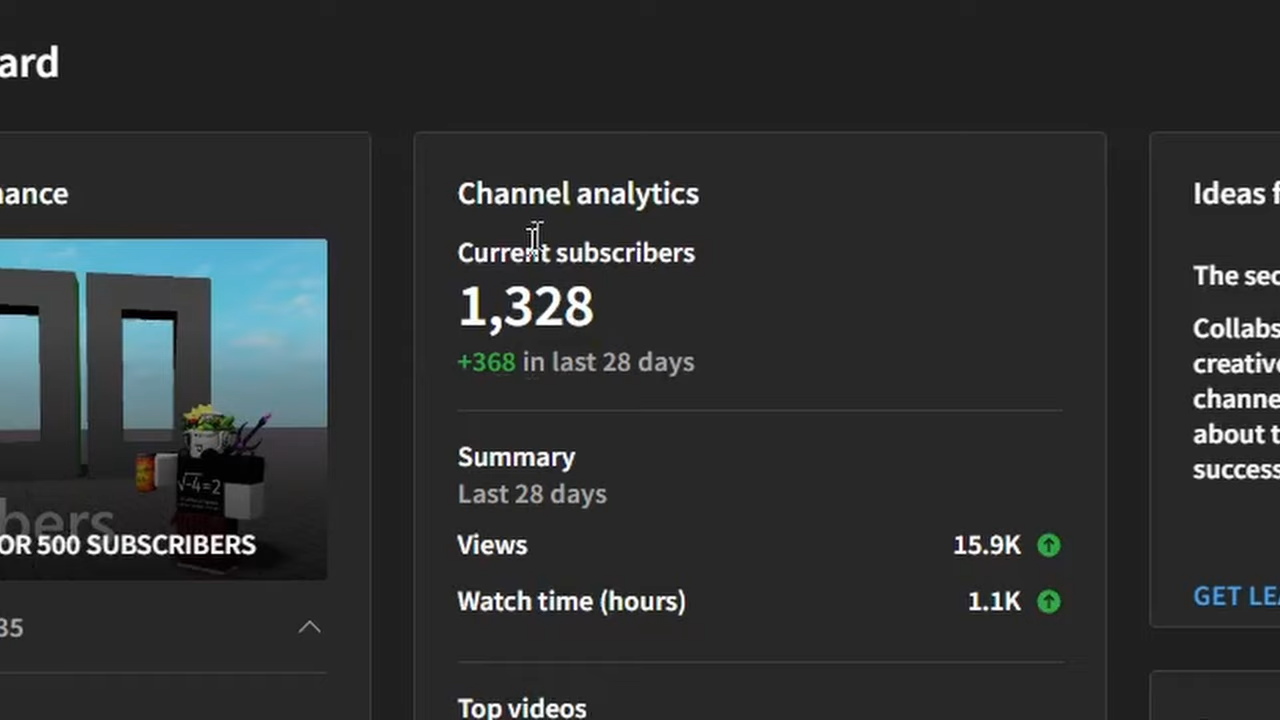 ard
nance
bers
OR 500 SUBSCRIBERS
√-4=2
35
Channel analytics
Current subscribers
1,328
+368 in last 28 days
Summary
Last 28 days
Views 15.9K
Watch time (hours) 1.1K
Top videos
Ideas f
The sec
Collabs
creative
channe
about t
success
GET LEA